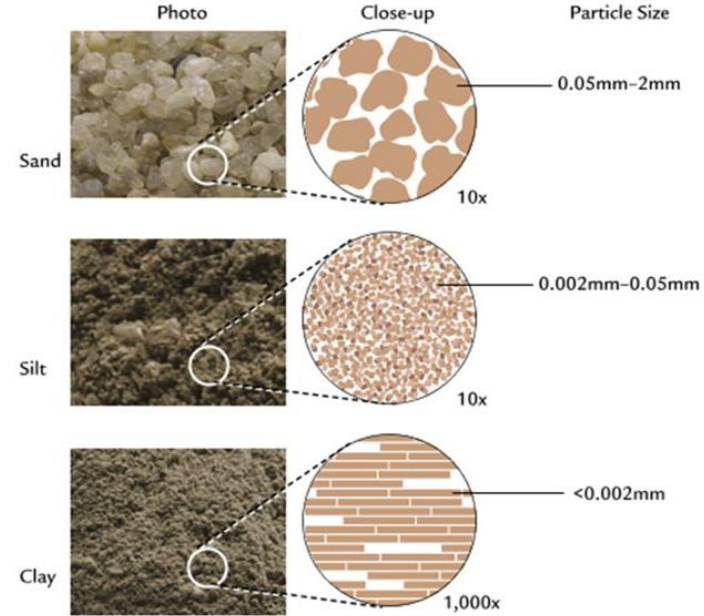 Photo Close-up Particle Size
Sand
0.05mm–2mm
10x
Silt
0.002mm–0.05mm
10x
Clay
<0.002mm
1,000x